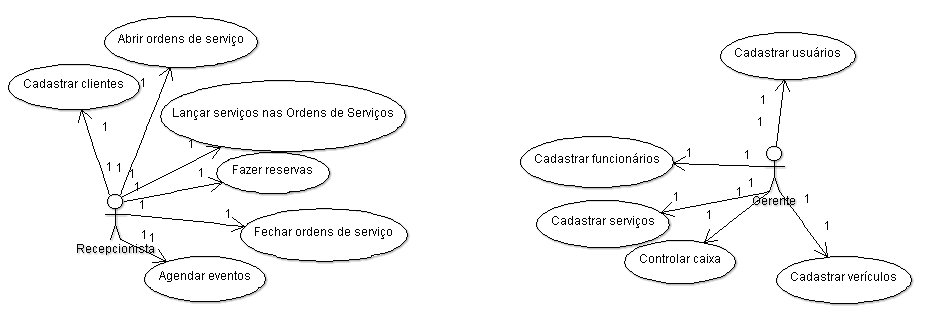 Abrir ordens de serviço
Cadastrar clientes
1
1
Lançar serviços nas Ordens de Serviços
1 1
1
1
Fazer reservas
1
1
1
1
Fechar ordens de serviço
1 1
Recepcionista
1
Agendar eventos
Cadastrar usuários
1
1
Cadastrar funcionários
1
1
1
1
Gerente
Cadastrar serviços
1
1
1
Controlar caixa
Cadastrar verículos